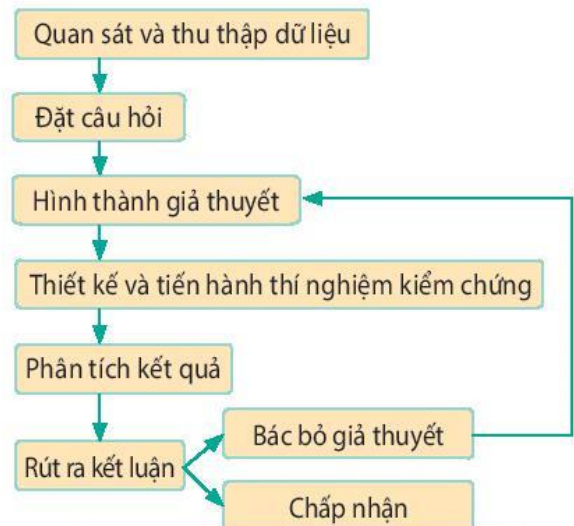 Quan sát và thu thập dữ liệu
Đặt câu hỏi
Hình thành giả thuyết
Thiết kế và tiến hành thí nghiệm kiểm chứng
Phân tích kết quả
Rút ra kết luận
Bác bỏ giả thuyết
Chấp nhận